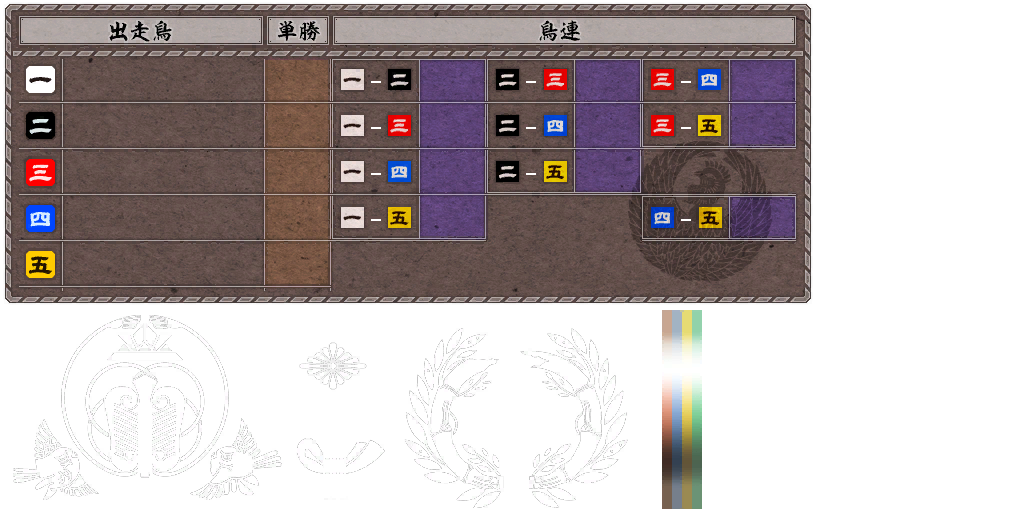 出走鳥 単勝 鳥連
一 一 – 二 二 – 三 三 – 四
二 一 – 三 二 – 四 三 – 五
三 一 – 四 二 – 五
四 一 – 五 四 – 五
五